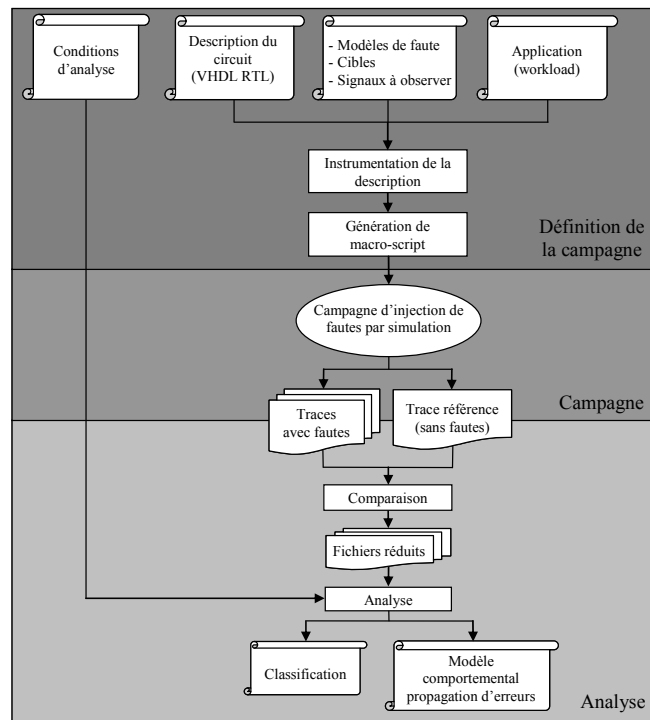 Conditions
d'analyse
Description du
circuit
(VHDL RTL)
- Modèles de faute
- Cibles
- Signaux à observer
Application
(workload)
Instrumentation de la
description
Génération de
macro-script
Définition de
la campagne
Campagne d'injection de
fautes par simulation
Traces
avec fautes
Trace référence
(sans fautes)
Campagne
Comparaison
Fichiers réduits
Analyse
Classification
Modèle
comportemental
propagation d'erreurs
Analyse